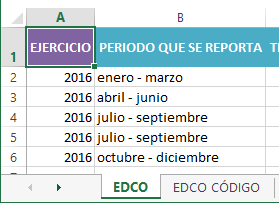 A B
1 EJERCICIO PERIODO QUE SE REPORTA
2 2016 enero - marzo
3 2016 abril - junio
4 2016 julio - septiembre
5 2016 julio - septiembre
6 2016 octubre - diciembre
EDCO EDCO CÓDIGO